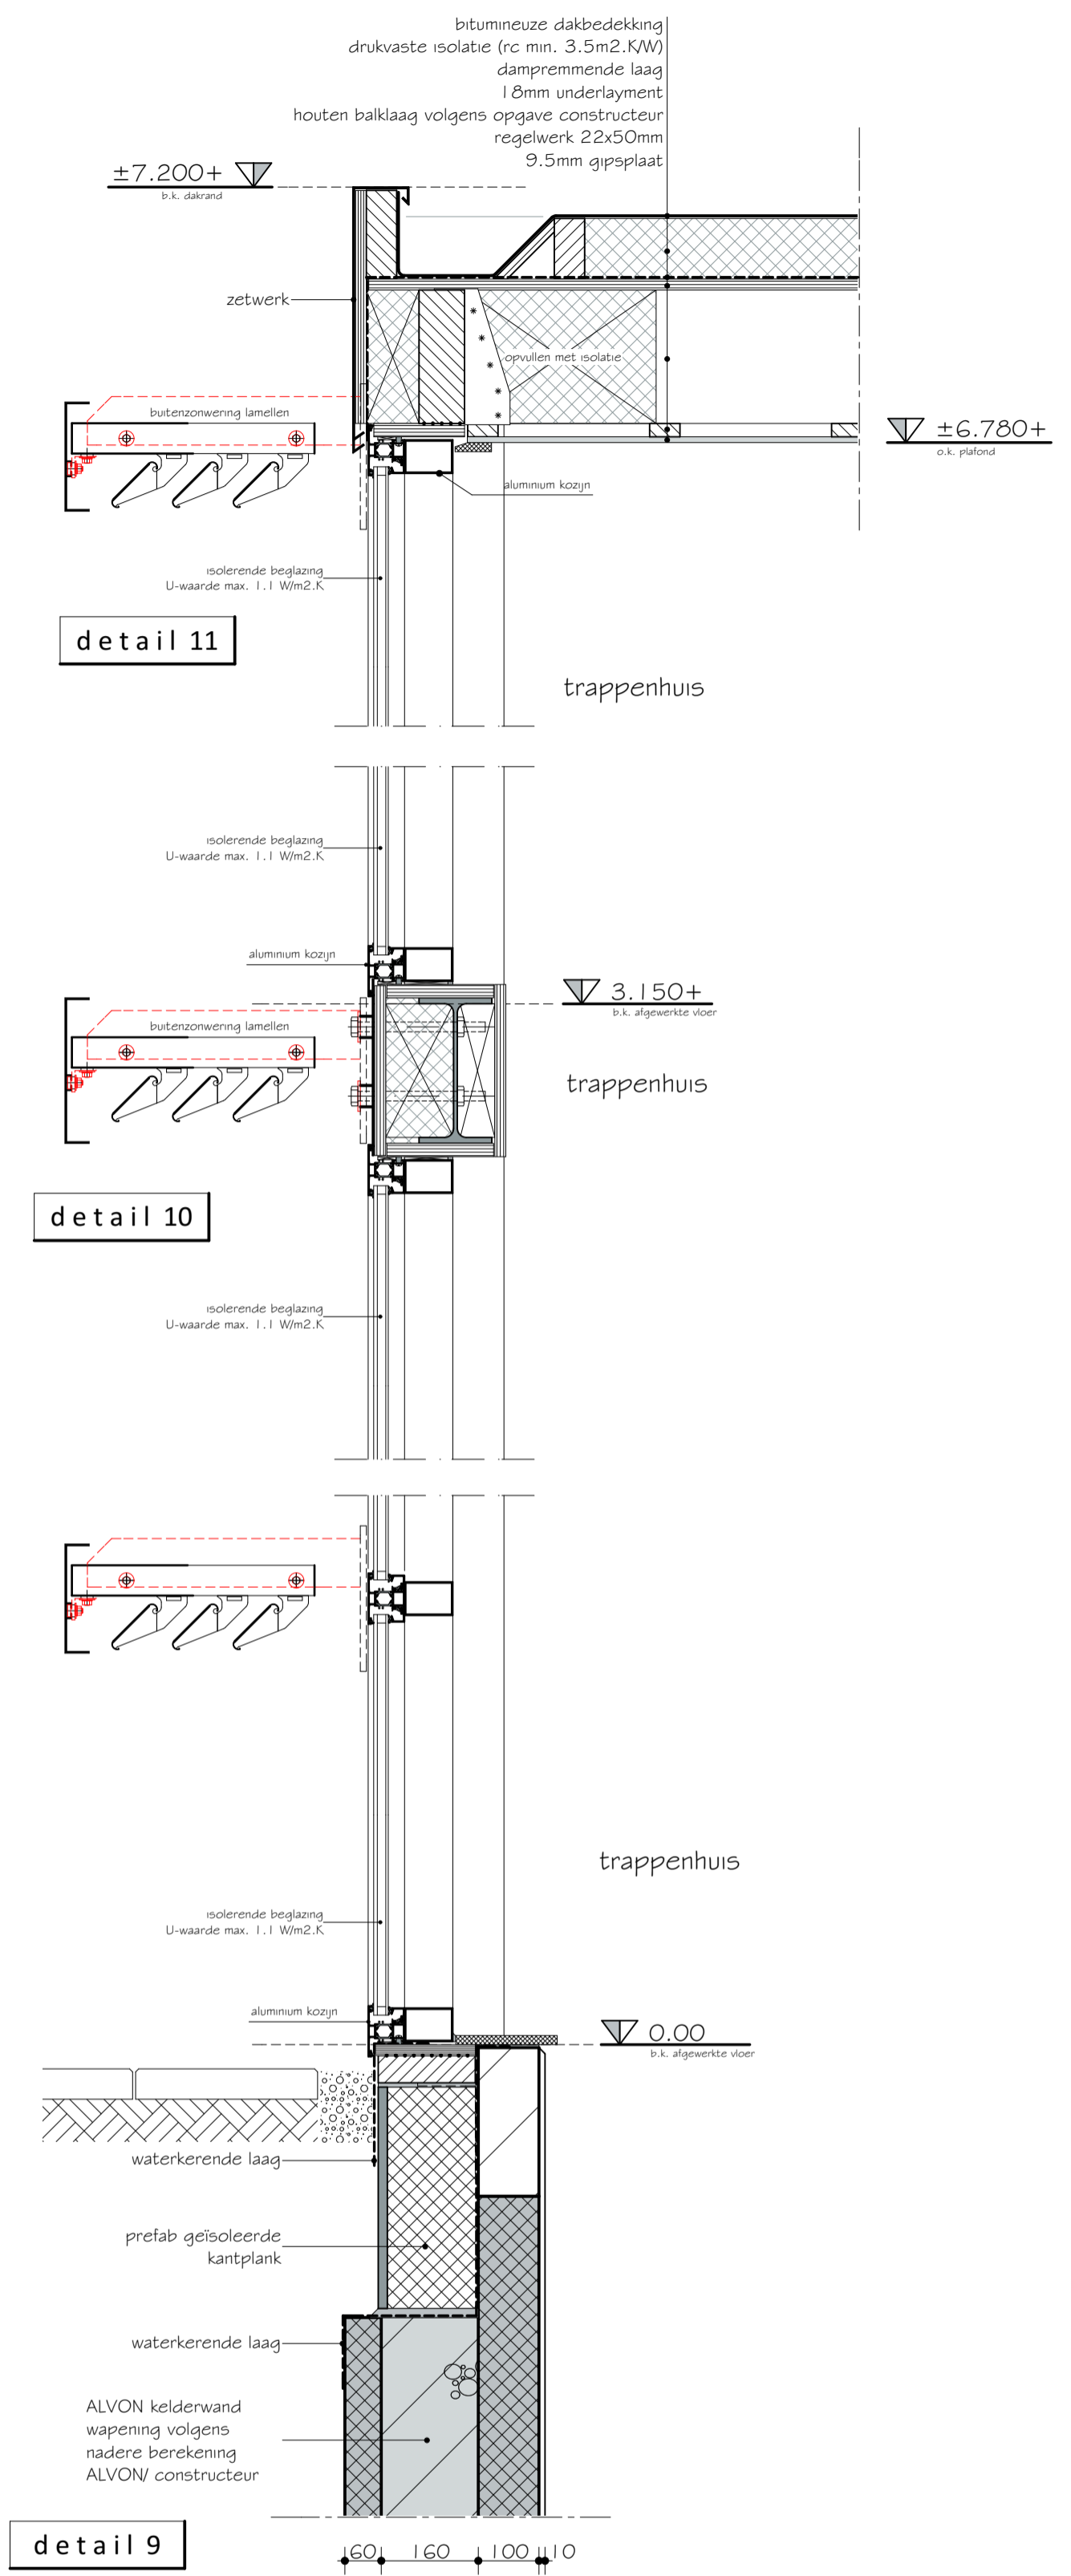 bitumineuze dakbedekking
drukvaste isolatie (rc min. 3.5m2.K/W)
dampremmende laag
18mm underlayment
houten balklaag volgens opgave constructeur
regelwerk 22x50mm
9.5mm gipsplaat
±7.200+
b.k. dakrand
zetwerk
opvullen met isolatie
buitenzonwering lamellen
±6.780+
o.k. plafond
aluminium kozijn
isolerende beglazing
U-waarde max. 1.1 W/m2.K
detail 11
trappenhuis
isolerende beglazing
U-waarde max. 1.1 W/m2.K
aluminium kozijn
3.150+
b.k. afgewerkte vloer
buitenzonwering lamellen
trappenhuis
detail 10
isolerende beglazing
U-waarde max. 1.1 W/m2.K
trappenhuis
isolerende beglazing
U-waarde max. 1.1 W/m2.K
aluminium kozijn
0.00
b.k. afgewerkte vloer
waterkerende laag
prefab geïsoleerde
kantplank
waterkerende laag
ALVON kelderwand
wapening volgens
nadere berekening
ALVON/ constructeur
detail 9
60 160 100 10